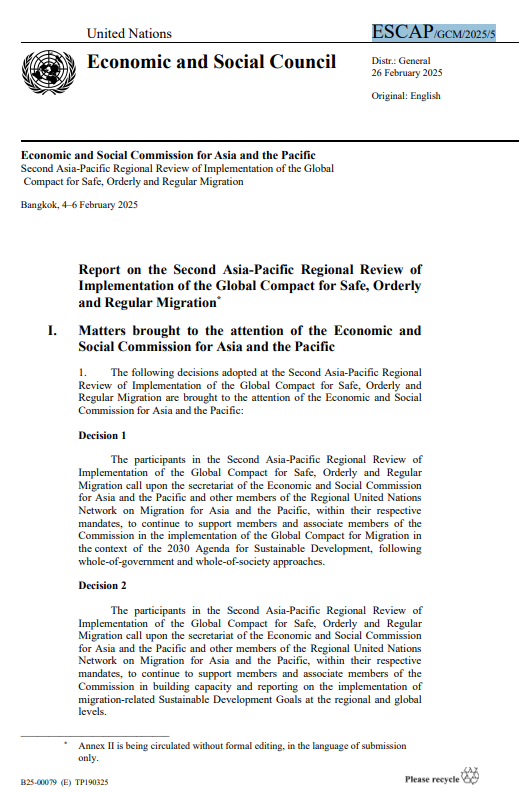 United Nations
ESCAP/GCM/2025/5
Economic and Social Council
Distr.: General
26 February 2025
Original: English
Economic and Social Commission for Asia and the Pacific
Second Asia-Pacific Regional Review of Implementation of the Global
Compact for Safe, Orderly and Regular Migration
Bangkok, 4–6 February 2025
Report on the Second Asia-Pacific Regional Review of
Implementation of the Global Compact for Safe, Orderly
and Regular Migration*
I. Matters brought to the attention of the Economic and
Social Commission for Asia and the Pacific
1. The following decisions adopted at the Second Asia-Pacific Regional
Review of Implementation of the Global Compact for Safe, Orderly and
Regular Migration are brought to the attention of the Economic and Social
Commission for Asia and the Pacific:
Decision 1
The participants in the Second Asia-Pacific Regional Review of
Implementation of the Global Compact for Safe, Orderly and Regular
Migration call upon the secretariat of the Economic and Social Commission
for Asia and the Pacific and other members of the Regional United Nations
Network on Migration for Asia and the Pacific, within their respective
mandates, to continue to support members and associate members of the
Commission in the implementation of the Global Compact for Migration in
the context of the 2030 Agenda for Sustainable Development, following
whole-of-government and whole-of-society approaches.
Decision 2
The participants in the Second Asia-Pacific Regional Review of
Implementation of the Global Compact for Safe, Orderly and Regular
Migration call upon the secretariat of the Economic and Social Commission
for Asia and the Pacific and other members of the Regional United Nations
Network on Migration for Asia and the Pacific, within their respective
mandates, to continue to support members and associate members of the
Commission in building capacity and reporting on the implementation of
migration-related Sustainable Development Goals at the regional and global
levels.
* Annex II is being circulated without formal editing, in the language of submission
only.
B25-00079 (E) TP190325
Please recycle